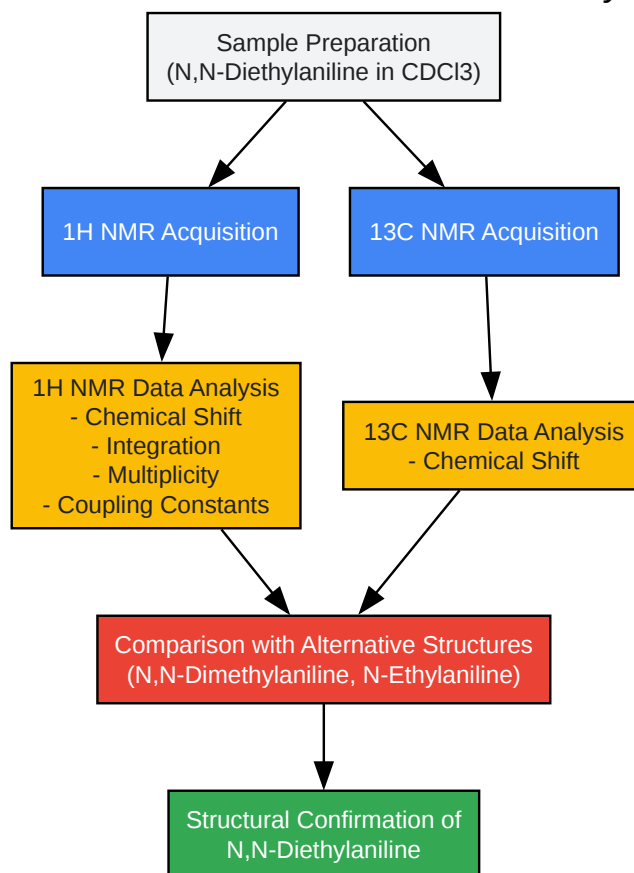 Sample Preparation
(N,N-Diethylaniline in CDCl3)
1H NMR Acquisition
13C NMR Acquisition
1H NMR Data Analysis
- Chemical Shift
- Integration
- Multiplicity
- Coupling Constants
13C NMR Data Analysis
- Chemical Shift
Comparison with Alternative Structures
(N,N-Dimethylaniline, N-Ethylaniline)
Structural Confirmation of
N,N-Diethylaniline